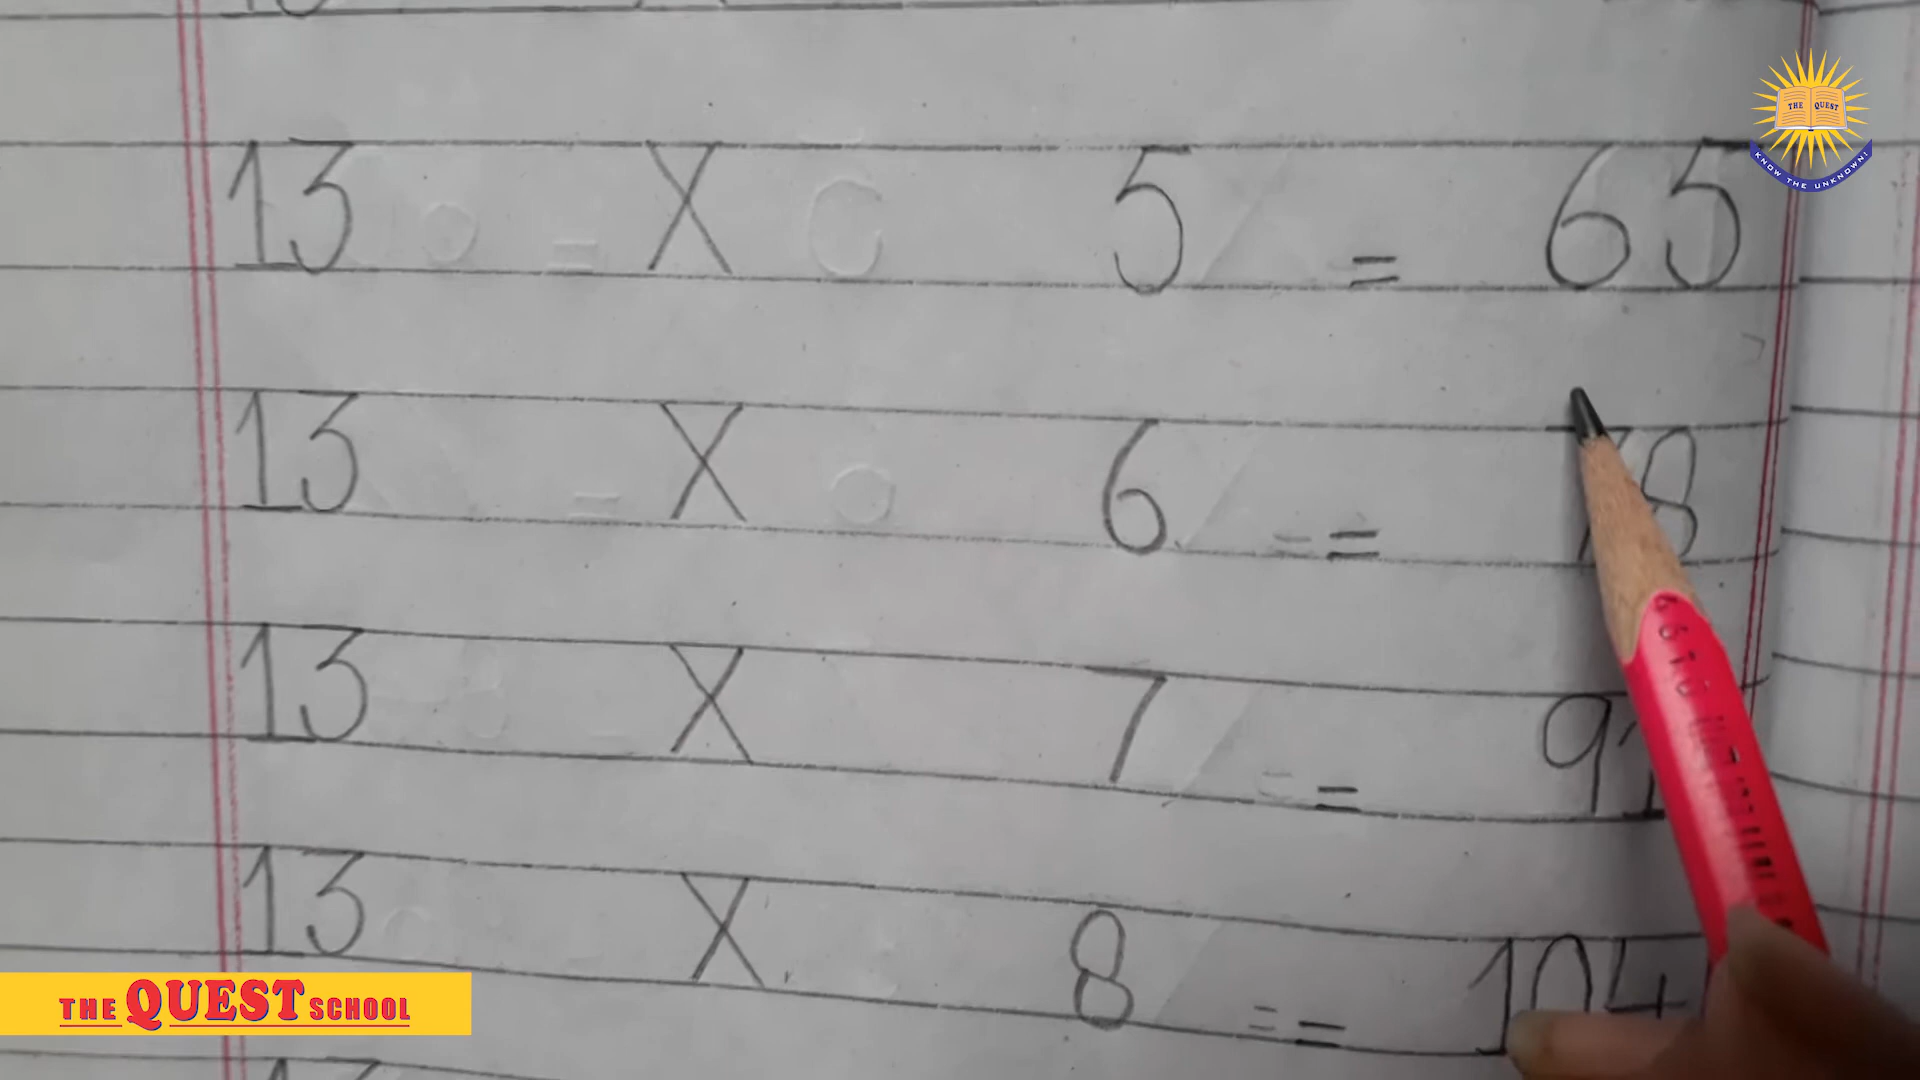 THE QUEST
KNOW THE UNKNOWN!
13 X 5 = 65
13 X 6 = 78
13 X 7 = 91
13 X 8 = 104
THE QUEST SCHOOL
13